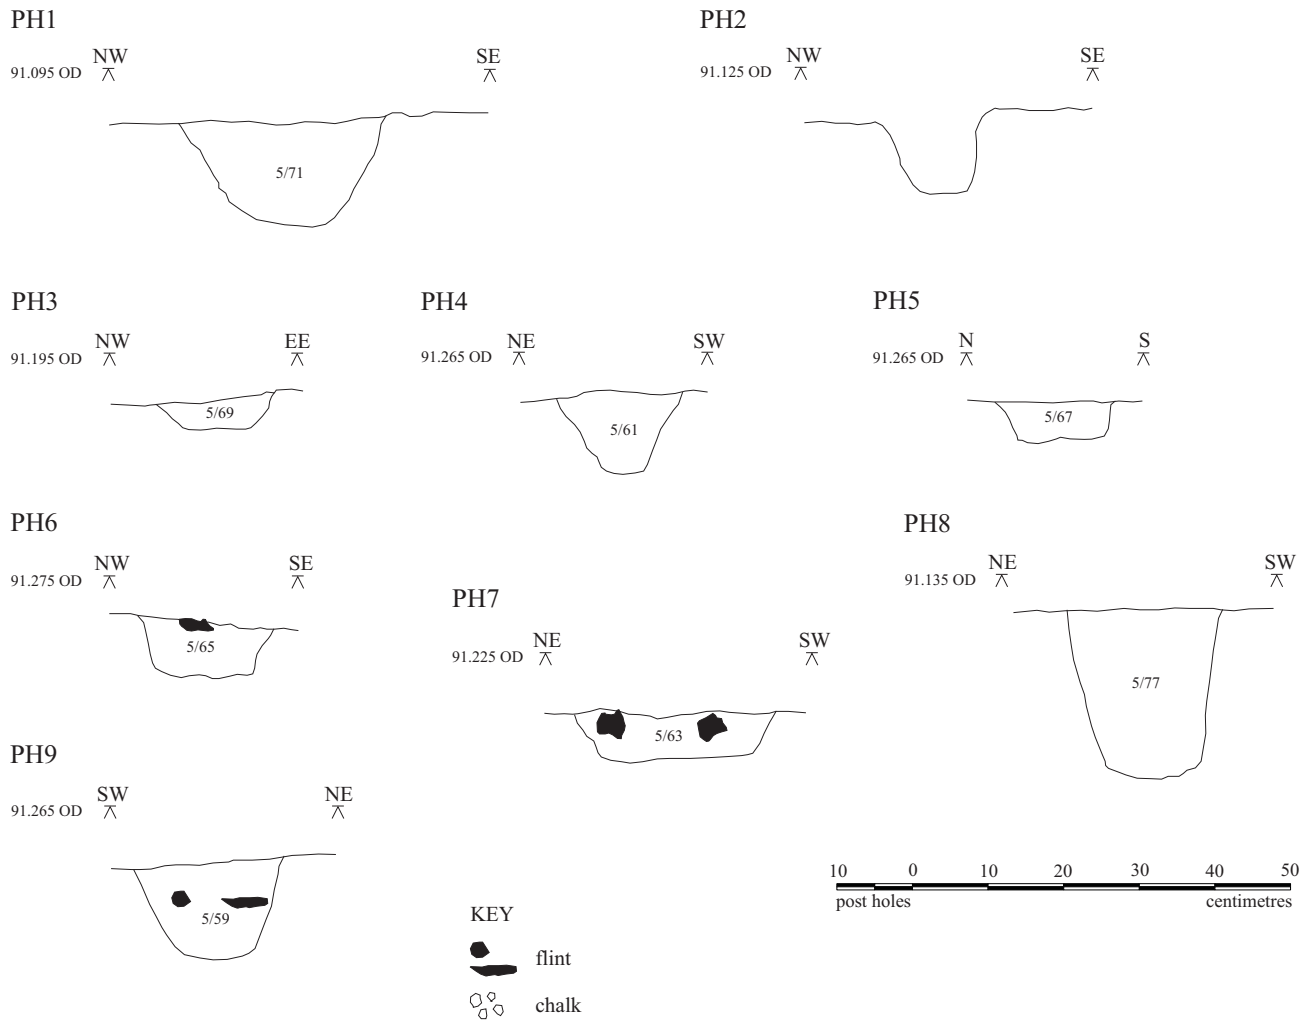 PH1
NW SE
91.095 OD
5/71
PH2
NW SE
91.125 OD
PH3
NW EE
91.195 OD
5/69
PH4
NE SW
91.265 OD
5/61
PH5
N S
91.265 OD
5/67
PH6
NW SE
91.275 OD
5/65
PH7
NE SW
91.225 OD
5/63
PH8
NE SW
91.135 OD
5/77
PH9
SW NE
91.265 OD
5/59
KEY
flint
chalk
10 0 10 20 30 40 50
post holes centimetres